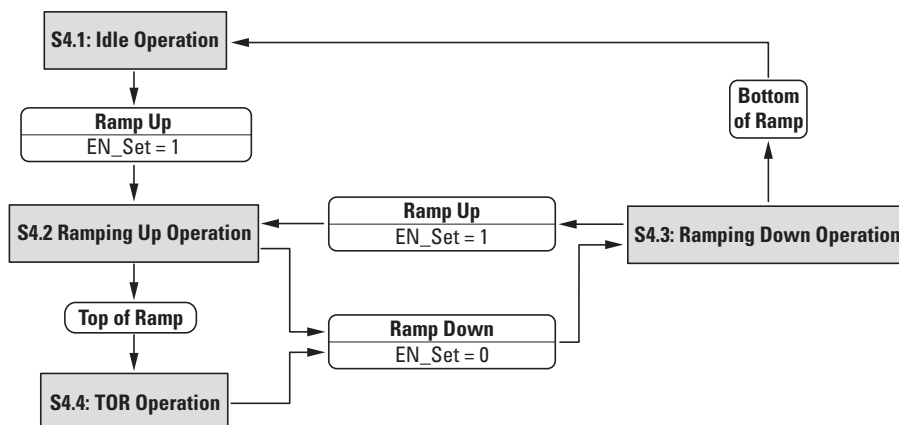 S4.1: Idle Operation
Ramp Up
EN_Set = 1
Bottom
of Ramp
S4.2 Ramping Up Operation
Ramp Up
EN_Set = 1
S4.3: Ramping Down Operation
Top of Ramp
Ramp Down
EN_Set = 0
S4.4: TOR Operation